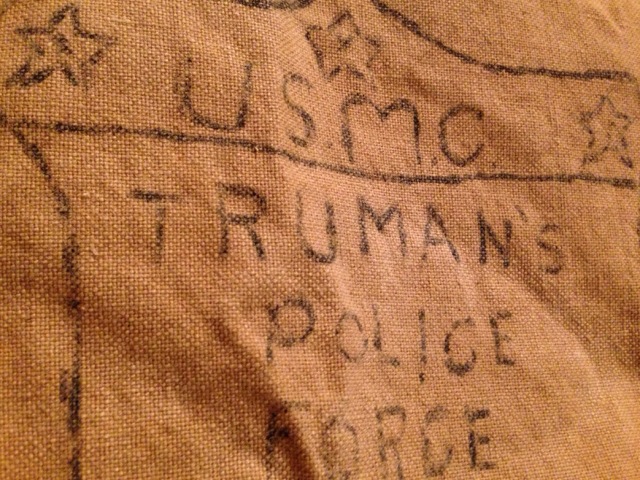 U.S.M.C.
TRUMAN'S
POLICE
FORCE